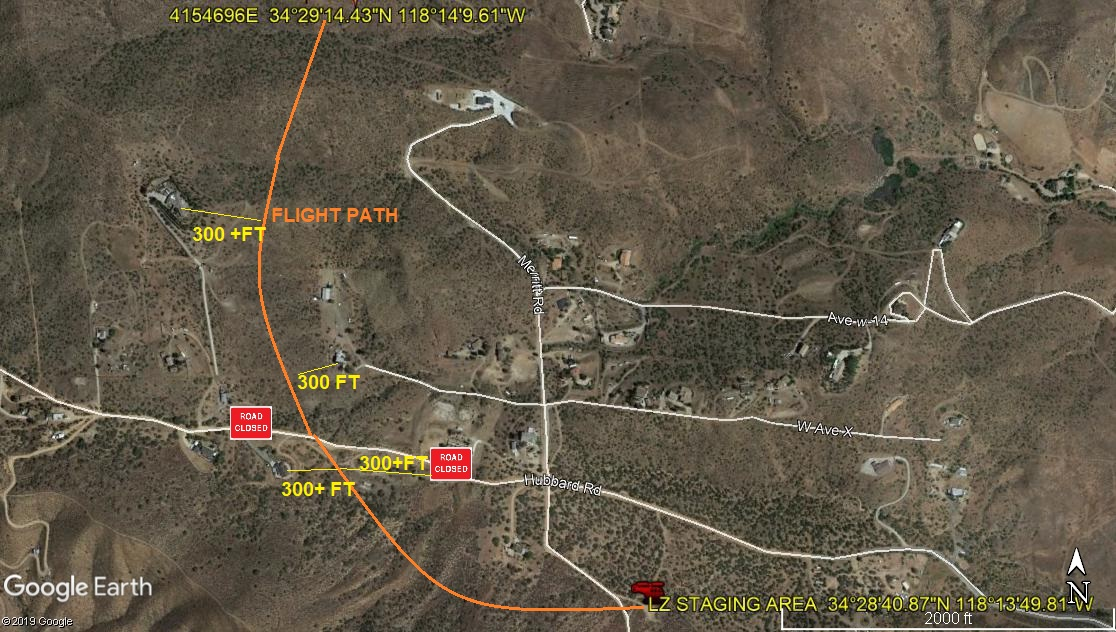 4154696E 34°29'14.43"N 118°14'9.61"W
FLIGHT PATH
300 +FT
Merritt Rd
Ave w-14
300 FT
ROAD
CLOSED
W Ave X
300+FT
ROAD
CLOSED
300+ FT
Hubbard Rd
Google Earth
N
LZ STAGING AREA 34°28'40.87"N 118°13'49.81"W
2000 ft
©2019 Google